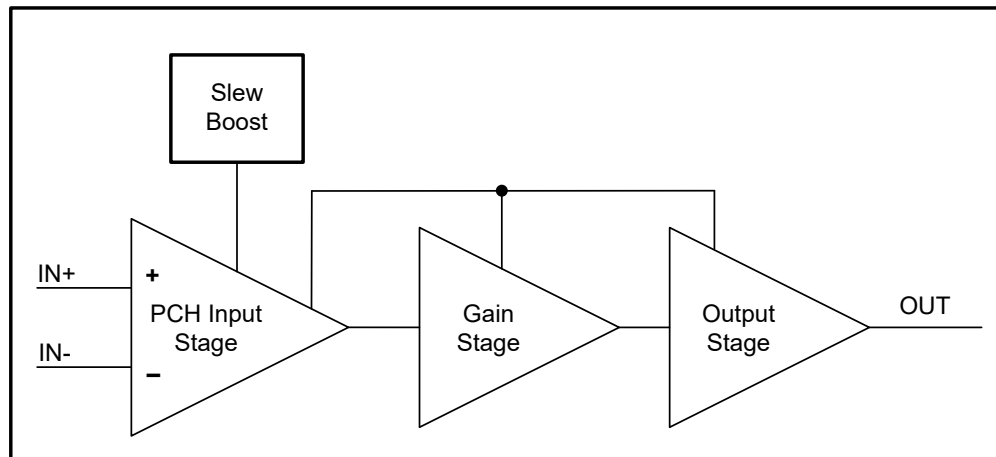 Slew
Boost
IN+
+
PCH Input
Stage
IN-
–
Gain
Stage
Output
Stage
OUT